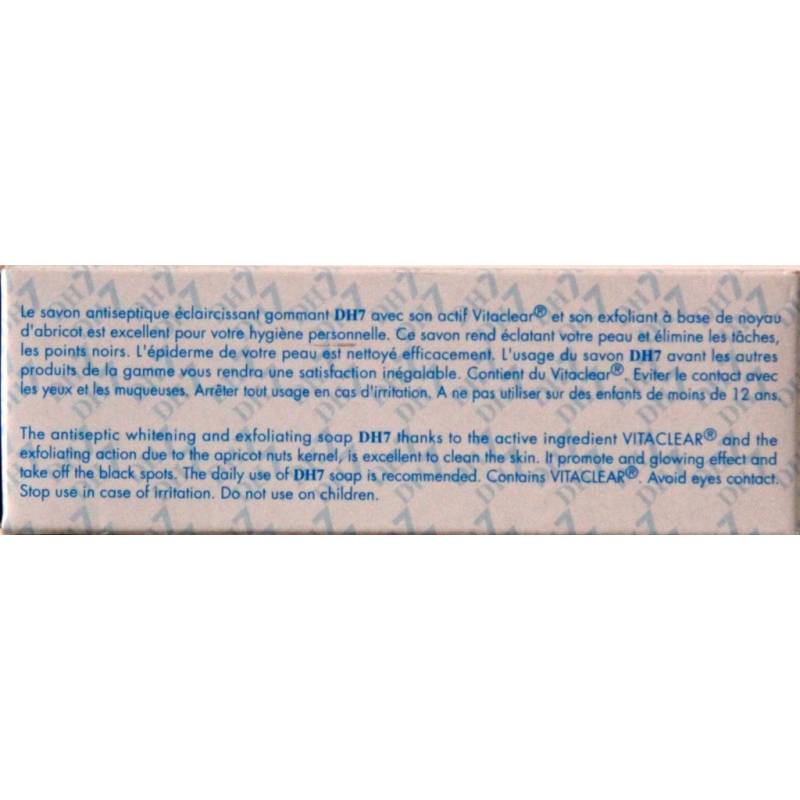 Le savon antiseptique éclaircissant gommant DH7 avec son actif Vitaclear® et son exfoliant à base de noyau
d'abricot est excellent pour votre hygiène personnelle. Ce savon rend éclatant votre peau et élimine les tâches,
les points noirs. L'épiderme de votre peau est nettoyé efficacement. L'usage du savon DH7 avant les autres
produits de la gamme vous rendra une satisfaction inégalable. Contient du Vitaclear®. Eviter le contact avec
les yeux et les muqueuses. Arrêter tout usage en cas d'irritation. A ne pas utiliser sur des enfants de moins de 12 ans.
The antiseptic whitening and exfoliating soap DH7 thanks to the active ingredient VITACLEAR® and the
exfoliating action due to the apricot nuts kernel, is excellent to clean the skin. It promote and glowing effect and
take off the black spots. The daily use of DH7 soap is recommended. Contains VITACLEAR®. Avoid eyes contact.
Stop use in case of irritation. Do not use on children.